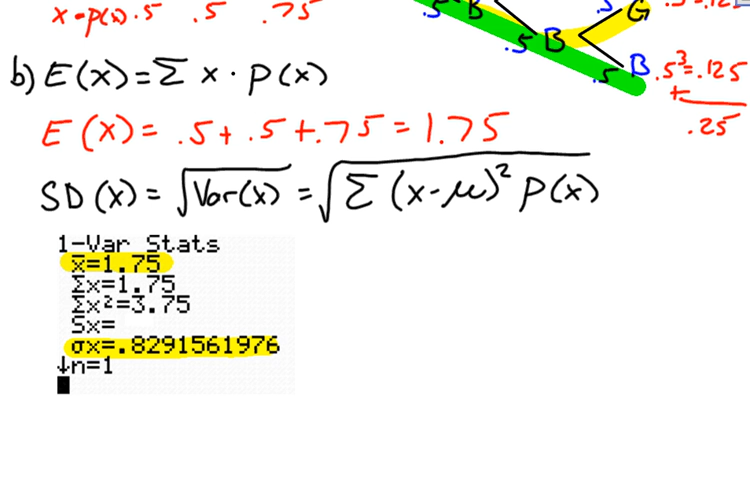 x•p(x) .5 .5 .75
.5 B
.5 B G
.5 B .5³=.125
+
.25
b) E(x)=Σ x · p(x)
E(x)= .5+.5+.75=1.75
SD(x)=√Var(x) =√Σ(x-μ)² P(x)
1-Var Stats
x̄=1.75
Σx=1.75
Σx²=3.75
Sx=
σx=.8291561976
↓n=1